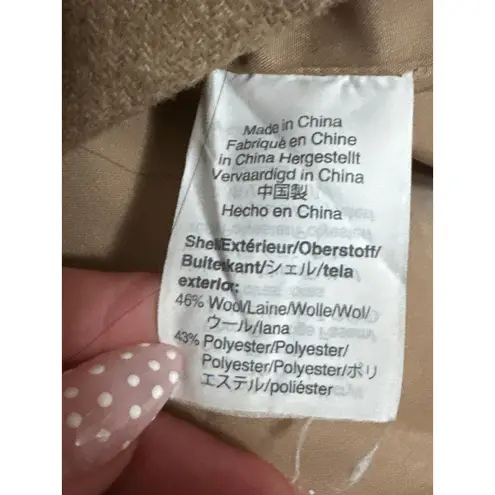 Made in China
Fabriqué en Chine
in China Hergestellt
Vervaardigd in China
中国製
Hecho en China
Shell/Extérieur/Oberstoff/
Buitenkant/シェル/tela
exterior:
46% Wool/Laine/Wolle/Wol/
ウール/lana
43% Polyester/Polyester/
Polyester/Polyester/ポリ
エステル/poliéster